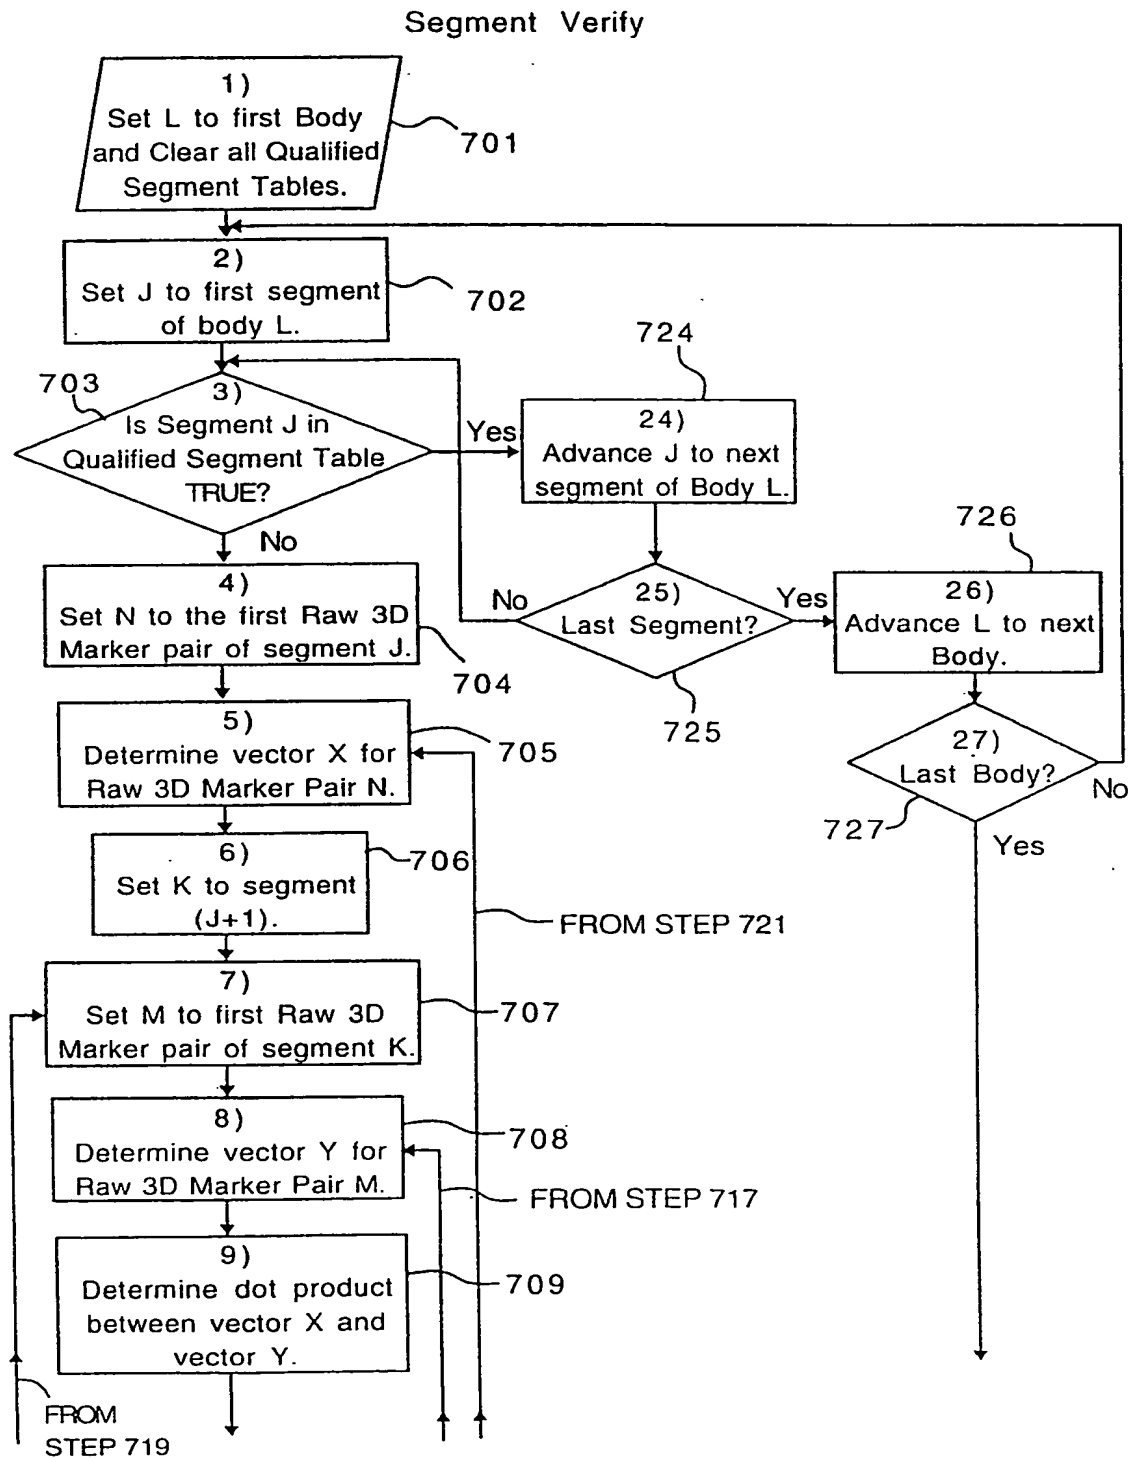 Segment Verify
1)
Set L to first Body
and Clear all Qualified
Segment Tables.
701
2)
Set J to first segment
of body L.
702
703
3)
Is Segment J in
Qualified Segment Table
TRUE?
Yes
No
724
24)
Advance J to next
segment of Body L.
25)
Last Segment?
No
Yes
725
726
26)
Advance L to next
Body.
27)
Last Body?
No
727
Yes
4)
Set N to the first Raw 3D
Marker pair of segment J.
704
5)
Determine vector X for
Raw 3D Marker Pair N.
705
6)
Set K to segment
(J+1).
706
FROM STEP 721
7)
Set M to first Raw 3D
Marker pair of segment K.
707
8)
Determine vector Y for
Raw 3D Marker Pair M.
708
FROM STEP 717
9)
Determine dot product
between vector X and
vector Y.
709
FROM
STEP 719